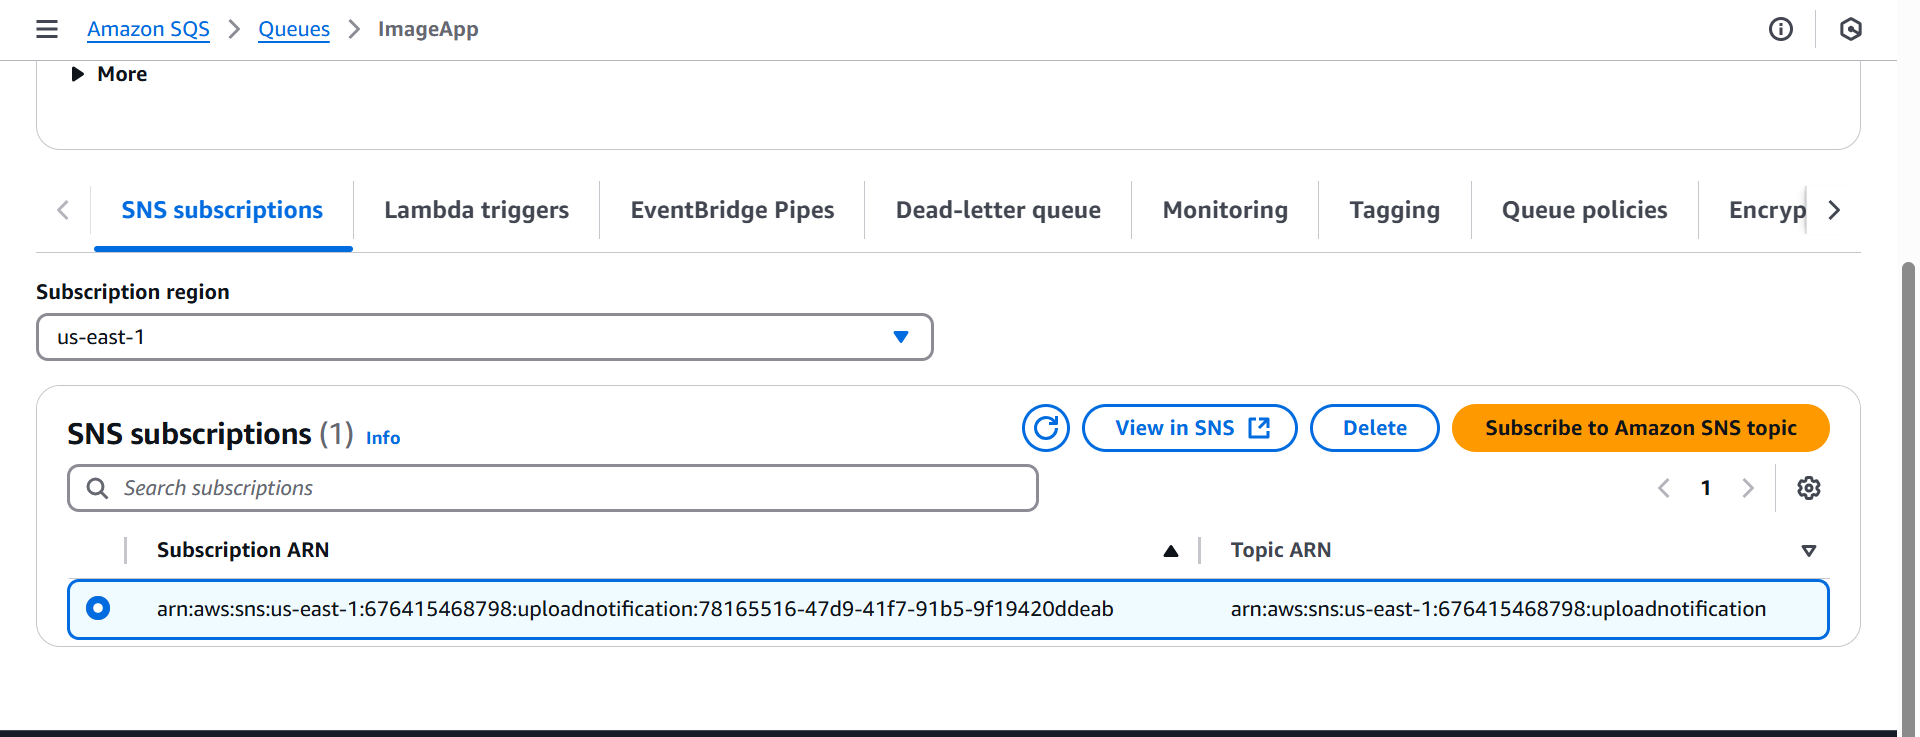 Amazon SQS > Queues > ImageApp
More
SNS subscriptions Lambda triggers EventBridge Pipes Dead-letter queue Monitoring Tagging Queue policies Encryp
Subscription region
us-east-1
SNS subscriptions (1) Info View in SNS Delete Subscribe to Amazon SNS topic
Search subscriptions 1
Subscription ARN Topic ARN
arn:aws:sns:us-east-1:676415468798:uploadnotification:78165516-47d9-41f7-91b5-9f19420ddeab arn:aws:sns:us-east-1:676415468798:uploadnotification